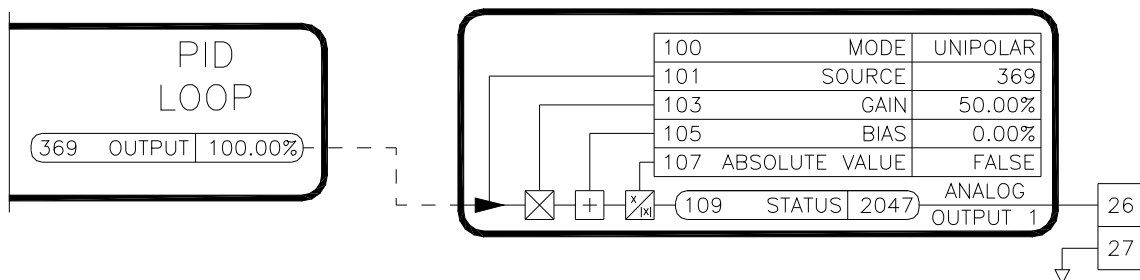 PID
LOOP
369 OUTPUT 100.00%
100 MODE UNIPOLAR
101 SOURCE 369
103 GAIN 50.00%
105 BIAS 0.00%
107 ABSOLUTE VALUE FALSE
+
x
|x|
109 STATUS 2047
ANALOG
OUTPUT 1
26
27